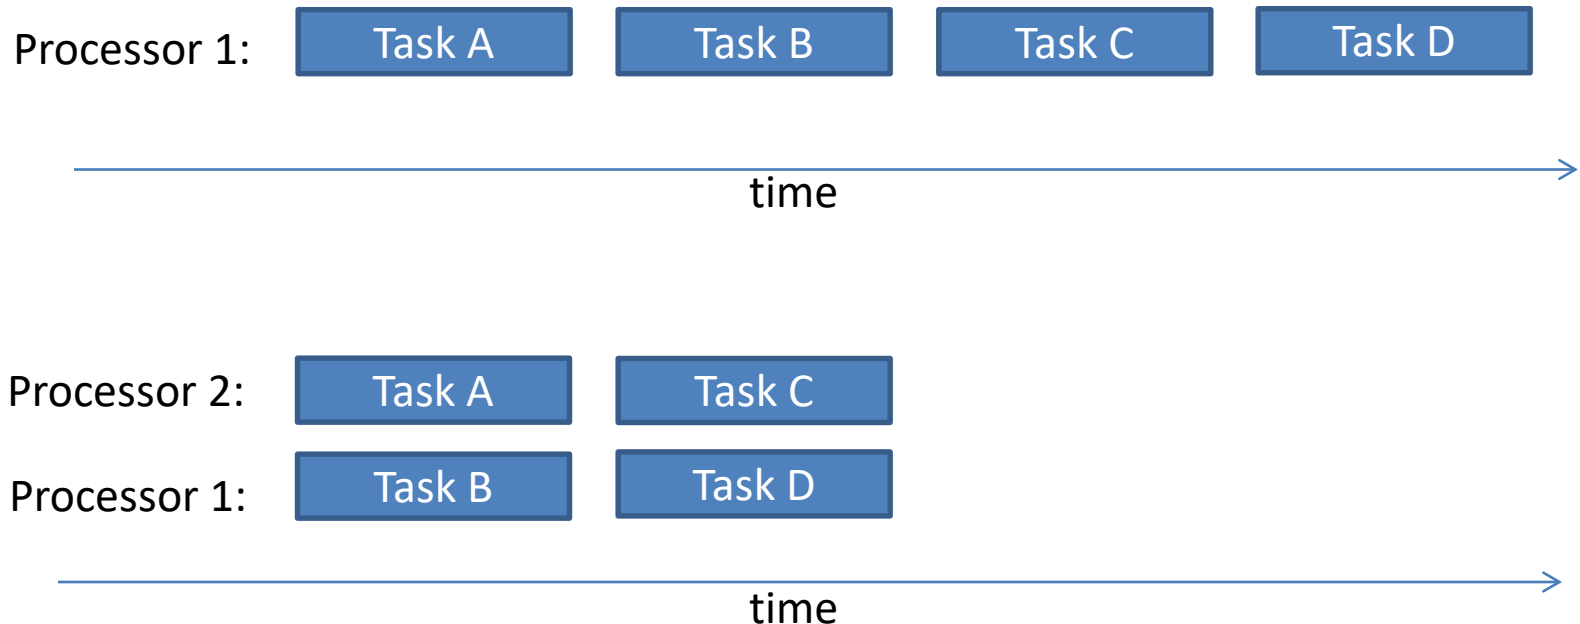 Processor 1: Task A Task B Task C Task D
time
Processor 2: Task A Task C
Processor 1: Task B Task D
time